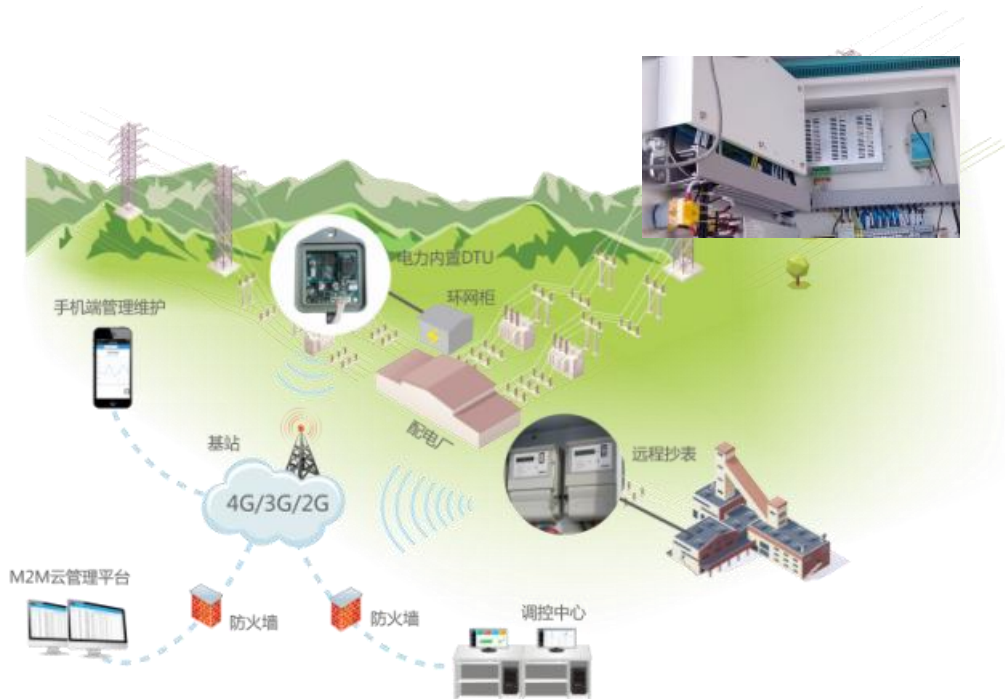 电力内置DTU
环网柜
手机端管理维护
配电厂
基站
远程抄表
4G/3G/2G
M2M云管理平台
防火墙
防火墙
调控中心